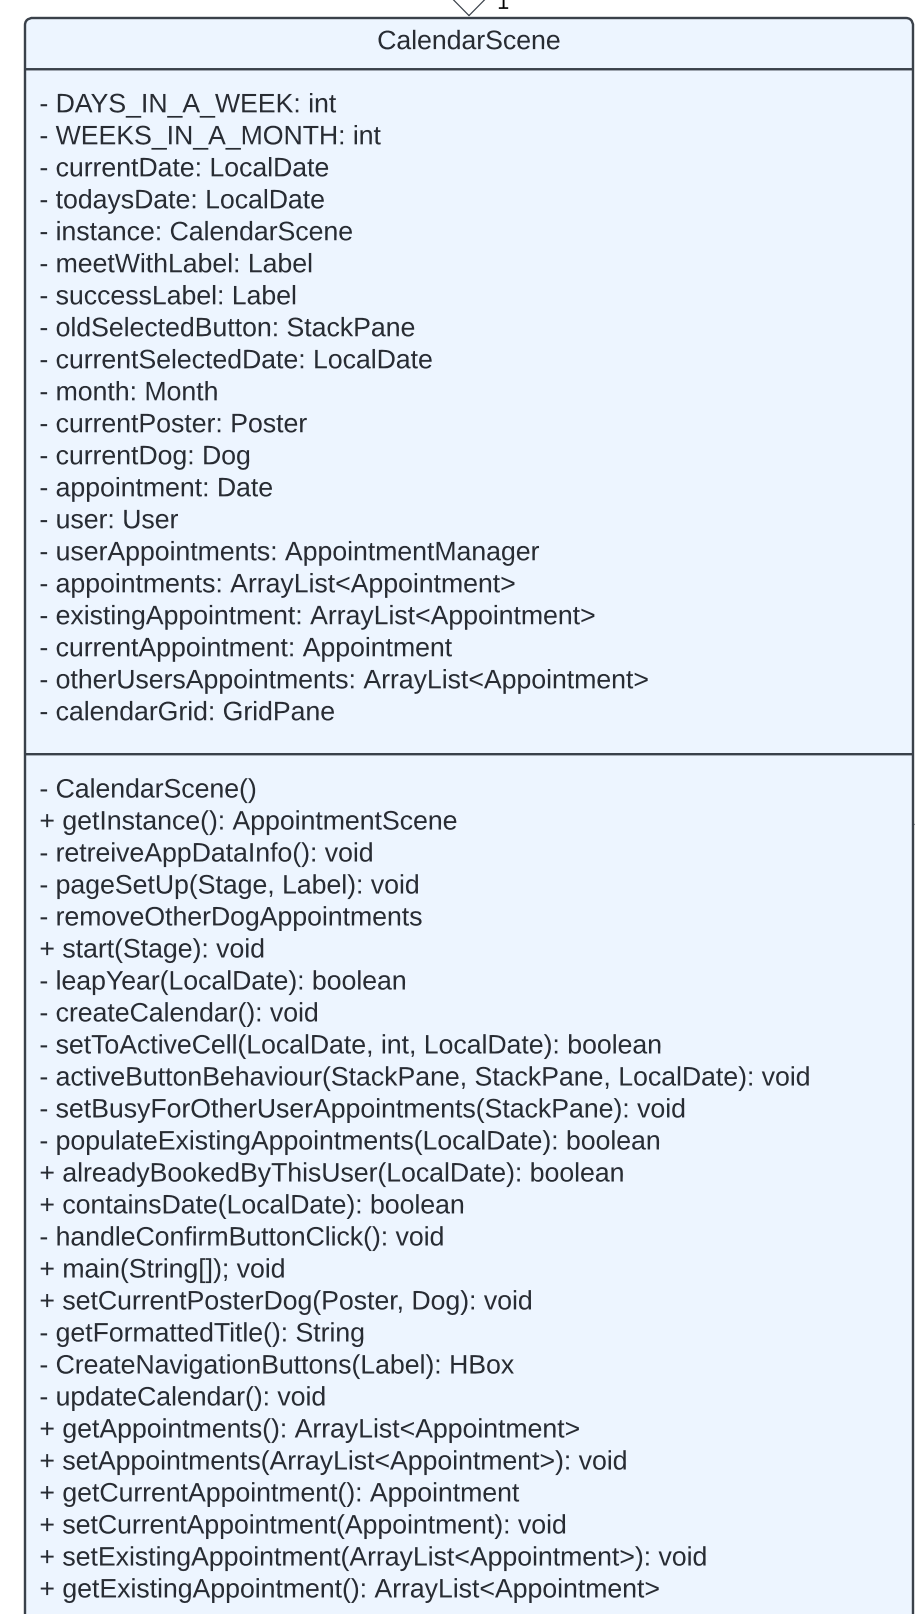 1
CalendarScene
- DAYS_IN_A_WEEK: int
- WEEKS_IN_A_MONTH: int
- currentDate: LocalDate
- todaysDate: LocalDate
- instance: CalendarScene
- meetWithLabel: Label
- successLabel: Label
- oldSelectedButton: StackPane
- currentSelectedDate: LocalDate
- month: Month
- currentPoster: Poster
- currentDog: Dog
- appointment: Date
- user: User
- userAppointments: AppointmentManager
- appointments: ArrayList<Appointment>
- existingAppointment: ArrayList<Appointment>
- currentAppointment: Appointment
- otherUsersAppointments: ArrayList<Appointment>
- calendarGrid: GridPane
- CalendarScene()
+ getInstance(): AppointmentScene
- retreiveAppDataInfo(): void
- pageSetUp(Stage, Label): void
- removeOtherDogAppointments
+ start(Stage): void
- leapYear(LocalDate): boolean
- createCalendar(): void
- setToActiveCell(LocalDate, int, LocalDate): boolean
- activeButtonBehaviour(StackPane, StackPane, LocalDate): void
- setBusyForOtherUserAppointments(StackPane): void
- populateExistingAppointments(LocalDate): boolean
+ alreadyBookedByThisUser(LocalDate): boolean
+ containsDate(LocalDate): boolean
- handleConfirmButtonClick(): void
+ main(String[]); void
+ setCurrentPosterDog(Poster, Dog): void
- getFormattedTitle(): String
- CreateNavigationButtons(Label): HBox
- updateCalendar(): void
+ getAppointments(): ArrayList<Appointment>
+ setAppointments(ArrayList<Appointment>): void
+ getCurrentAppointment(): Appointment
+ setCurrentAppointment(Appointment): void
+ setExistingAppointment(ArrayList<Appointment>): void
+ getExistingAppointment(): ArrayList<Appointment>